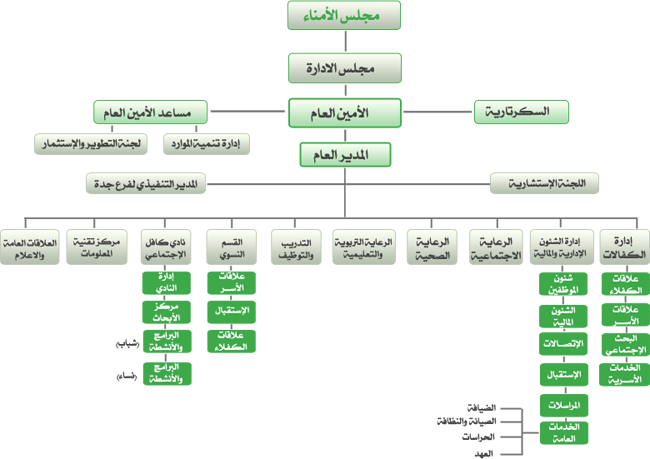 مجلس الأمناء
مجلس الادارة
السكرتارية
الأمين العام
مساعد الأمين العام
إدارة تنمية الموارد
لجنة التطوير والإستثمار
المدير العام
اللجنة الإستشارية
المدير التنفيذي لفرع جدة
إدارة
الكفالات
إدارة الشئون
الإدارية والمالية
الرعاية
الاجتماعية
الرعاية
الصحية
الرعاية التربوية
والتعليمية
التدريب
والتوظيف
القسم
النسوي
نادي كافل
الإجتماعي
مركز تقنية
المعلومات
العلاقات العامة
والاعلام
علاقات
الكفلاء
علاقات
الأسر
البحث
الإجتماعي
الخدمات
الأسرية
شئون
الموظفين
الشئون
المالية
الإتصالات
الإستقبال
المراسلات
الخدمات
العامة
الضيافة
الصيانة والنظافة
الحراسات
العهد
علاقات
الأسر
الإستقبال
علاقات
الكفلاء
إدارة
النادي
مركز
الأبحاث
البرامج
والأنشطة
(شباب)
البرامج
والأنشطة
(نساء)